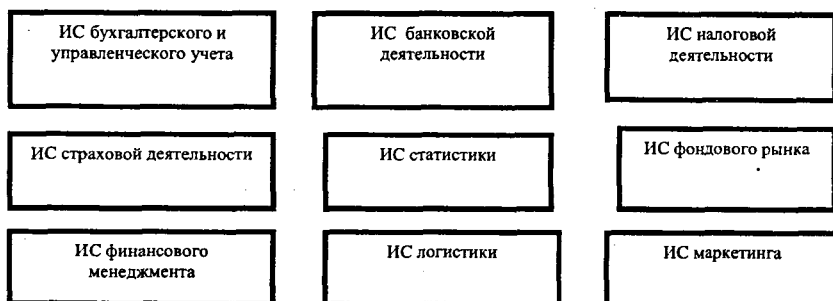 ИС бухгалтерского и
управленческого учета
ИС банковской
деятельности
ИС налоговой
деятельности
ИС страховой деятельности
ИС статистики
ИС фондового рынка
ИС финансового
менеджмента
ИС логистики
ИС маркетинга